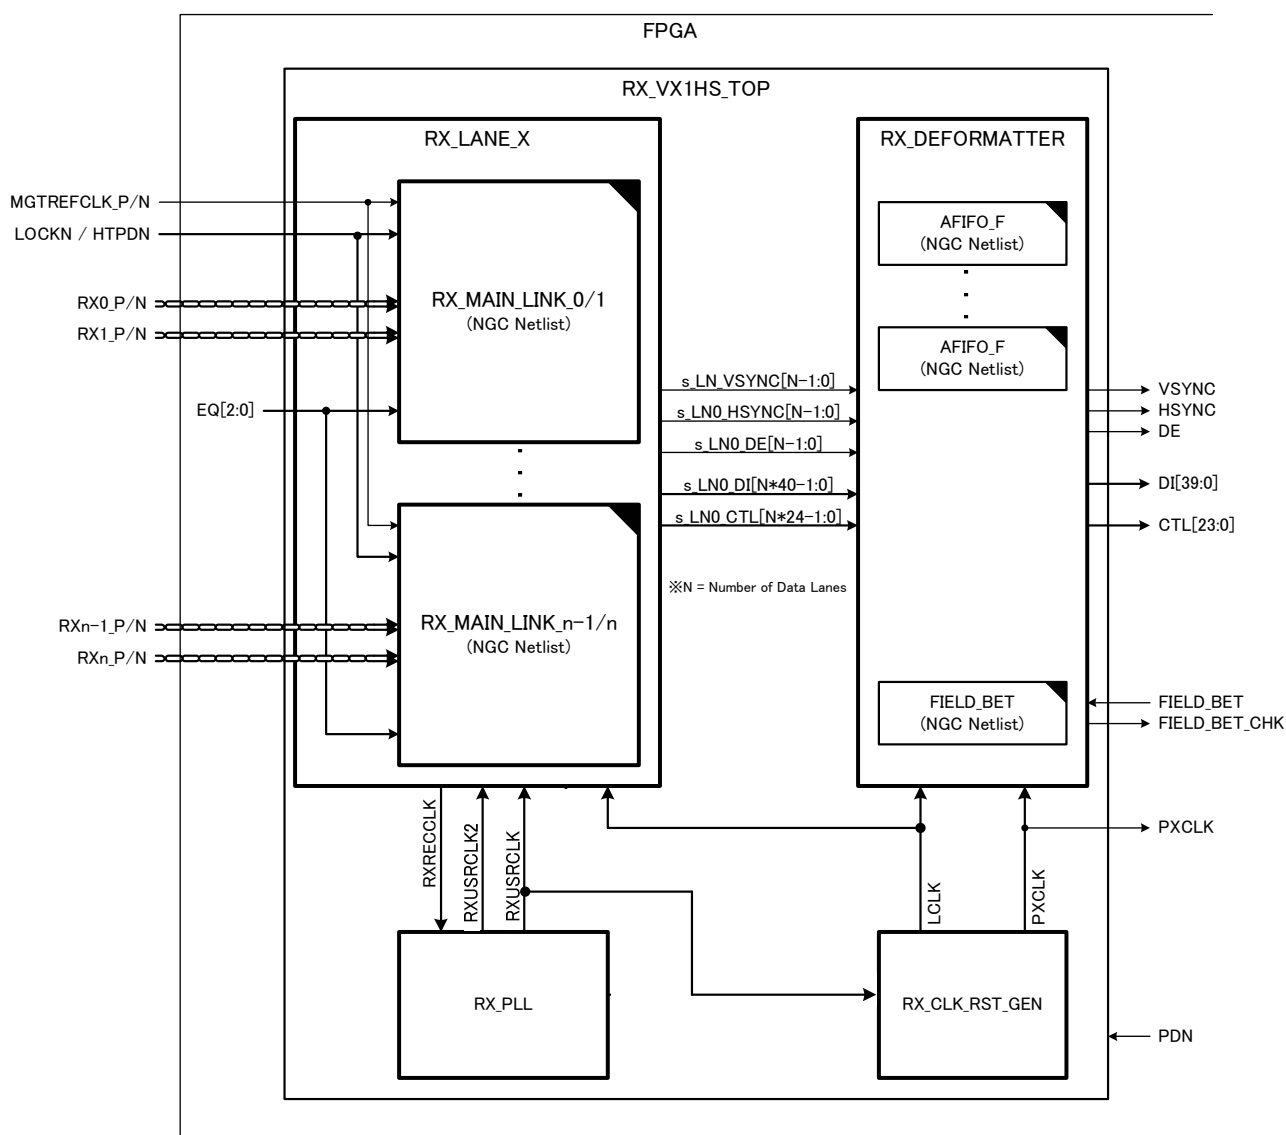 FPGA
RX_VX1HS_TOP
RX_LANE_X
RX_DEFORMATTER
MGTREFCLK_P/N
LOCKN / HTPDN
RX0_P/N
RX1_P/N
EQ[2:0]
RX_MAIN_LINK_0/1
(NGC Netlist)
AFIFO_F
(NGC Netlist)
AFIFO_F
(NGC Netlist)
s_LN_VSYNC[N-1:0]
s_LN0_HSYNC[N-1:0]
s_LN0_DE[N-1:0]
s_LN0_DI[N*40-1:0]
s_LN0_CTL[N*24-1:0]
VSYNC
HSYNC
DE
DI[39:0]
CTL[23:0]
※N = Number of Data Lanes
RXn-1_P/N
RXn_P/N
RX_MAIN_LINK_n-1/n
(NGC Netlist)
FIELD_BET
(NGC Netlist)
FIELD_BET
FIELD_BET_CHK
RXRECCLK
RXUSRCLK2
RXUSRCLK
LCLK
PXCLK
PXCLK
RX_PLL
RX_CLK_RST_GEN
PDN